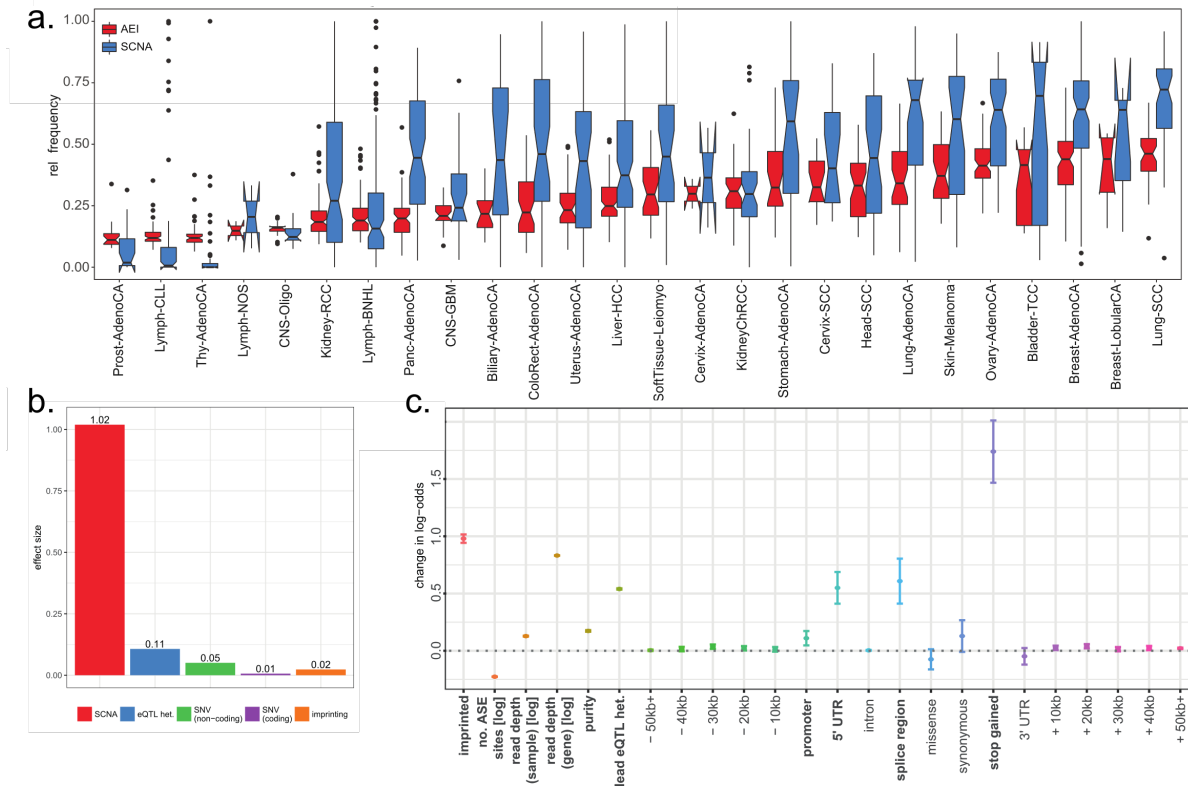 a.
1.00
0.75
0.50
0.25
0.00
rel frequency
AEI
SCNA
Prost-AdenoCA
Lymph-CLL
Thy-AdenoCA
Lymph-NOS
CNS-Oligo
Kidney-RCC
Lymph-BNHL
Panc-AdenoCA
CNS-GBM
Biliary-AdenoCA
ColoRect-AdenoCA
Uterus-AdenoCA
Liver-HCC
SoftTissue-Leiomyo
Cervix-AdenoCA
KidneyChRCC
Stomach-AdenoCA
Cervix-SCC
Head-SCC
Lung-AdenoCA
Skin-Melanoma
Ovary-AdenoCA
Bladder-TCC
Breast-AdenoCA
Breast-LobularCA
Lung-SCC
b.
1.00
0.75
0.50
0.25
0.00
effect size
1.02
0.11
0.05
0.01
0.02
SCNA
eQTL het.
SNV
(non-coding)
SNV
(coding)
imprinting
c.
change in log−odds
1.5
1.0
0.5
0.0
imprinted
no. ASE
sites [log]
read depth
(sample) [log]
read depth
(gene) [log]
purity
lead eQTL het.
− 50kb+
− 40kb
− 30kb
− 20kb
− 10kb
promoter
5' UTR
intron
splice region
missense
synonymous
stop gained
3' UTR
+ 10kb
+ 20kb
+ 30kb
+ 40kb
+ 50kb+